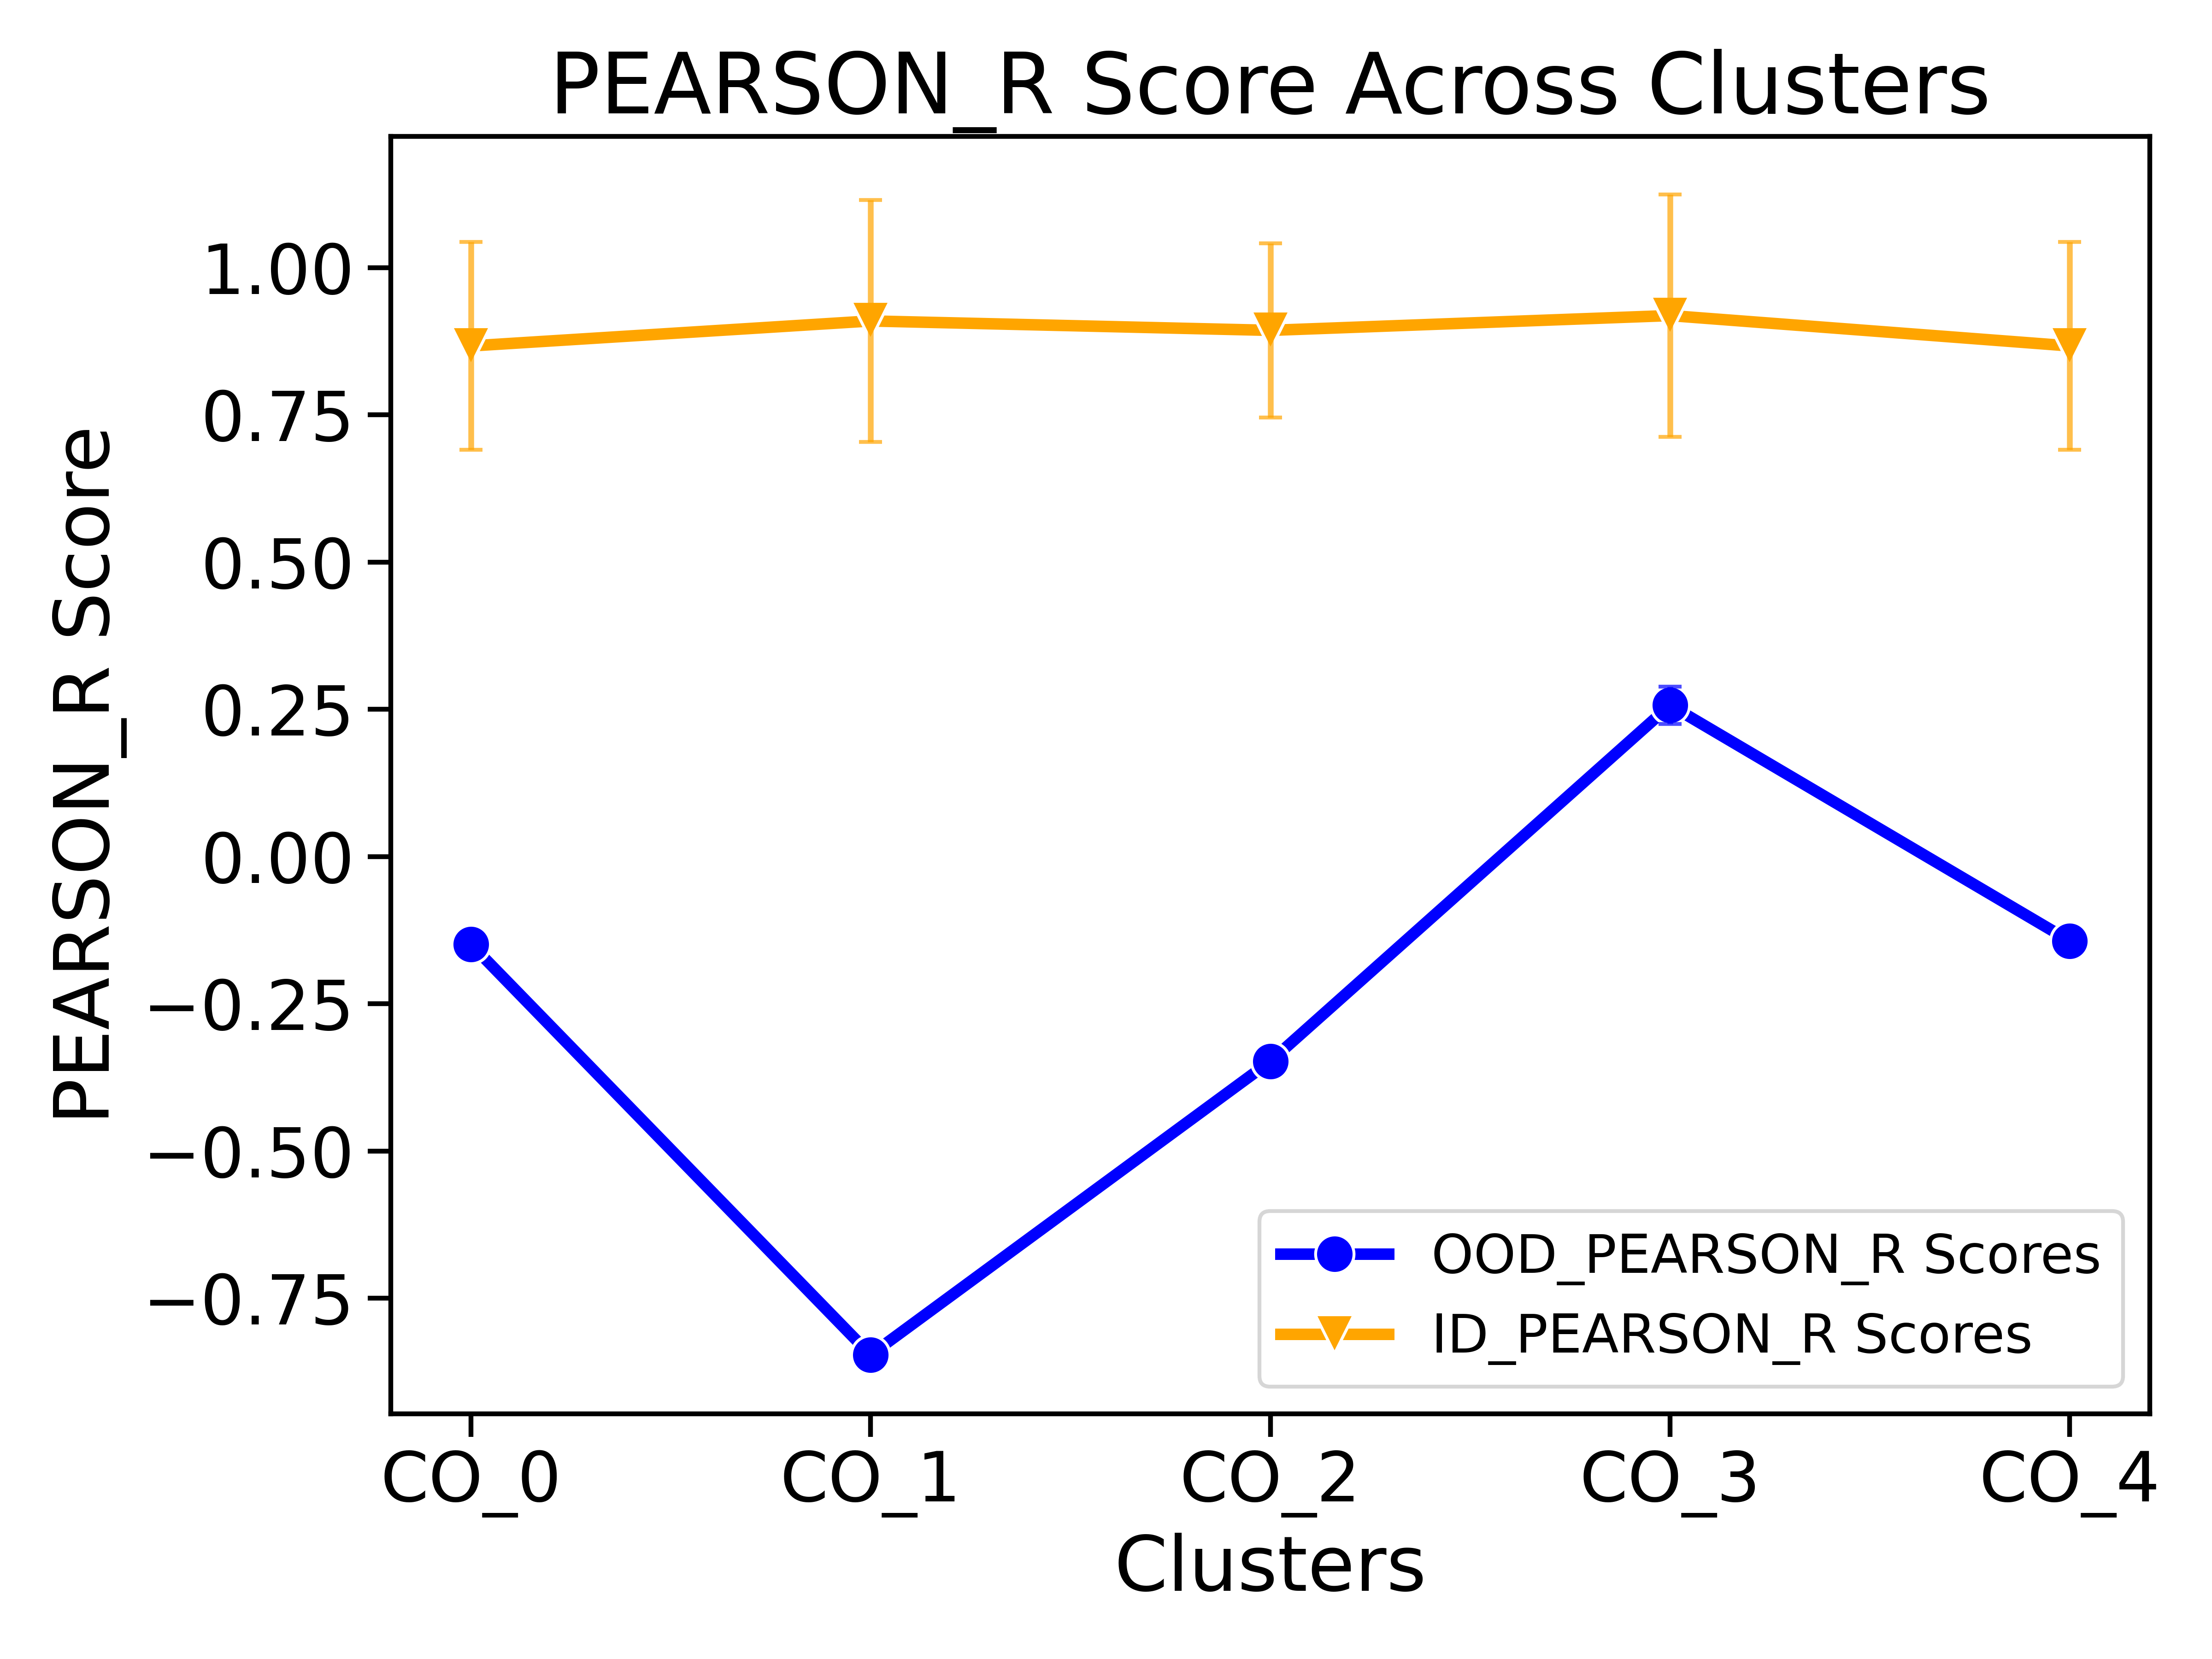 PEARSON_R Score Across Clusters
PEARSON_R Score
1.00
0.75
0.50
0.25
0.00
−0.25
−0.50
−0.75
OOD_PEARSON_R Scores
ID_PEARSON_R Scores
CO_0 CO_1 CO_2 CO_3 CO_4
Clusters